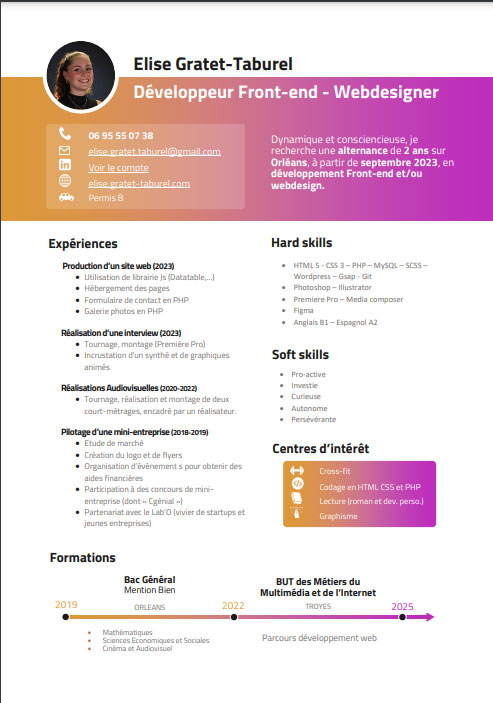 Elise Gratet-Taburel
Développeur Front-end - Webdesigner
06 95 55 07 38
elise.gratet.taburel@gmail.com
Voir le compte
elise.gratet-taburel.com
Permis B
Dynamique et consciencieuse, je
recherche une alternance de 2 ans sur
Orléans, à partir de septembre 2023, en
développement Front-end et/ou
webdesign.
Expériences
Production d'un site web (2023)
Utilisation de librairie Js (Datatable,...)
Hébergement des pages
Formulaire de contact en PHP
Galerie photos en PHP
Réalisation d'une interview (2023)
Tournage, montage (Première Pro)
Incrustation d'un synthé et de graphiques
animés
Réalisations Audiovisuelles (2020-2022)
Tournage, réalisation et montage de deux
court-métrages, encadré par un réalisateur.
Pilotage d'une mini-entreprise (2018-2019)
Etude de marché
Création du logo et de flyers
Organisation d'événement s pour obtenir des
aides financières
Participation à des concours de mini-
entreprise (dont « Cgénial »)
Partenariat avec le Lab'O (vivier de startups et
jeunes entreprises)
Hard skills
HTML 5 - CSS 3 – PHP – MySQL – SCSS –
Wordpress – Gsap - Git
Photoshop – Illustrator
Premiere Pro – Media composer
Figma
Anglais B1 – Espagnol A2
Soft skills
Pro-active
Investie
Curieuse
Autonome
Persévérante
Centres d'intérêt
Cross-fit
Codage en HTML CSS et PHP
Lecture (roman et dev. perso.)
Graphisme
Formations
Bac Général
Mention Bien
2019
ORLEANS
2022
Mathématiques
Sciences Economiques et Sociales
Cinéma et Audiovisuel
BUT des Métiers du
Multimédia et de l'Internet
TROYES
2025
Parcours développement web